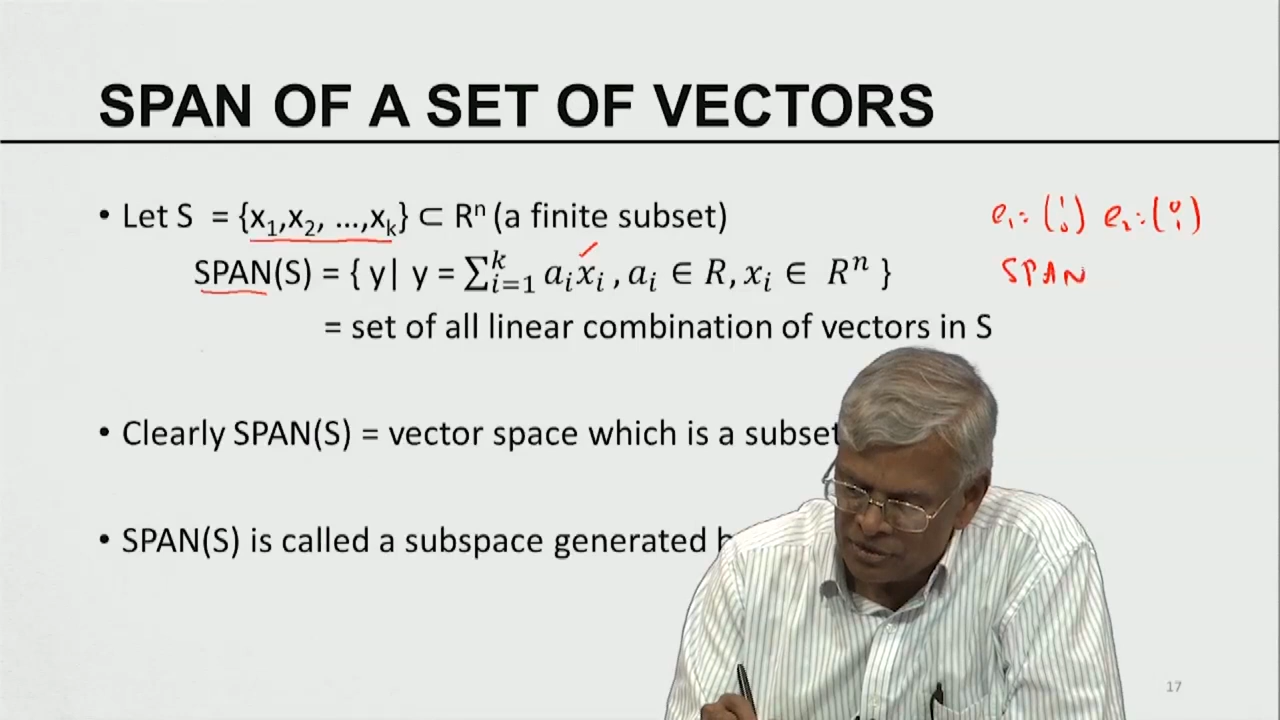 SPAN OF A SET OF VECTORS
• Let S = {x₁,x₂, …,xₖ} ⊂ Rⁿ (a finite subset)
e₁ = (1 0) e₂ = (0 1)
SPAN(S) = { y| y = ∑ᵏᵢ₌₁ aᵢxᵢ , aᵢ ∈ R, xᵢ ∈ Rⁿ }
SPAN
= set of all linear combination of vectors in S
• Clearly SPAN(S) = vector space which is a subset
• SPAN(S) is called a subspace generated
17